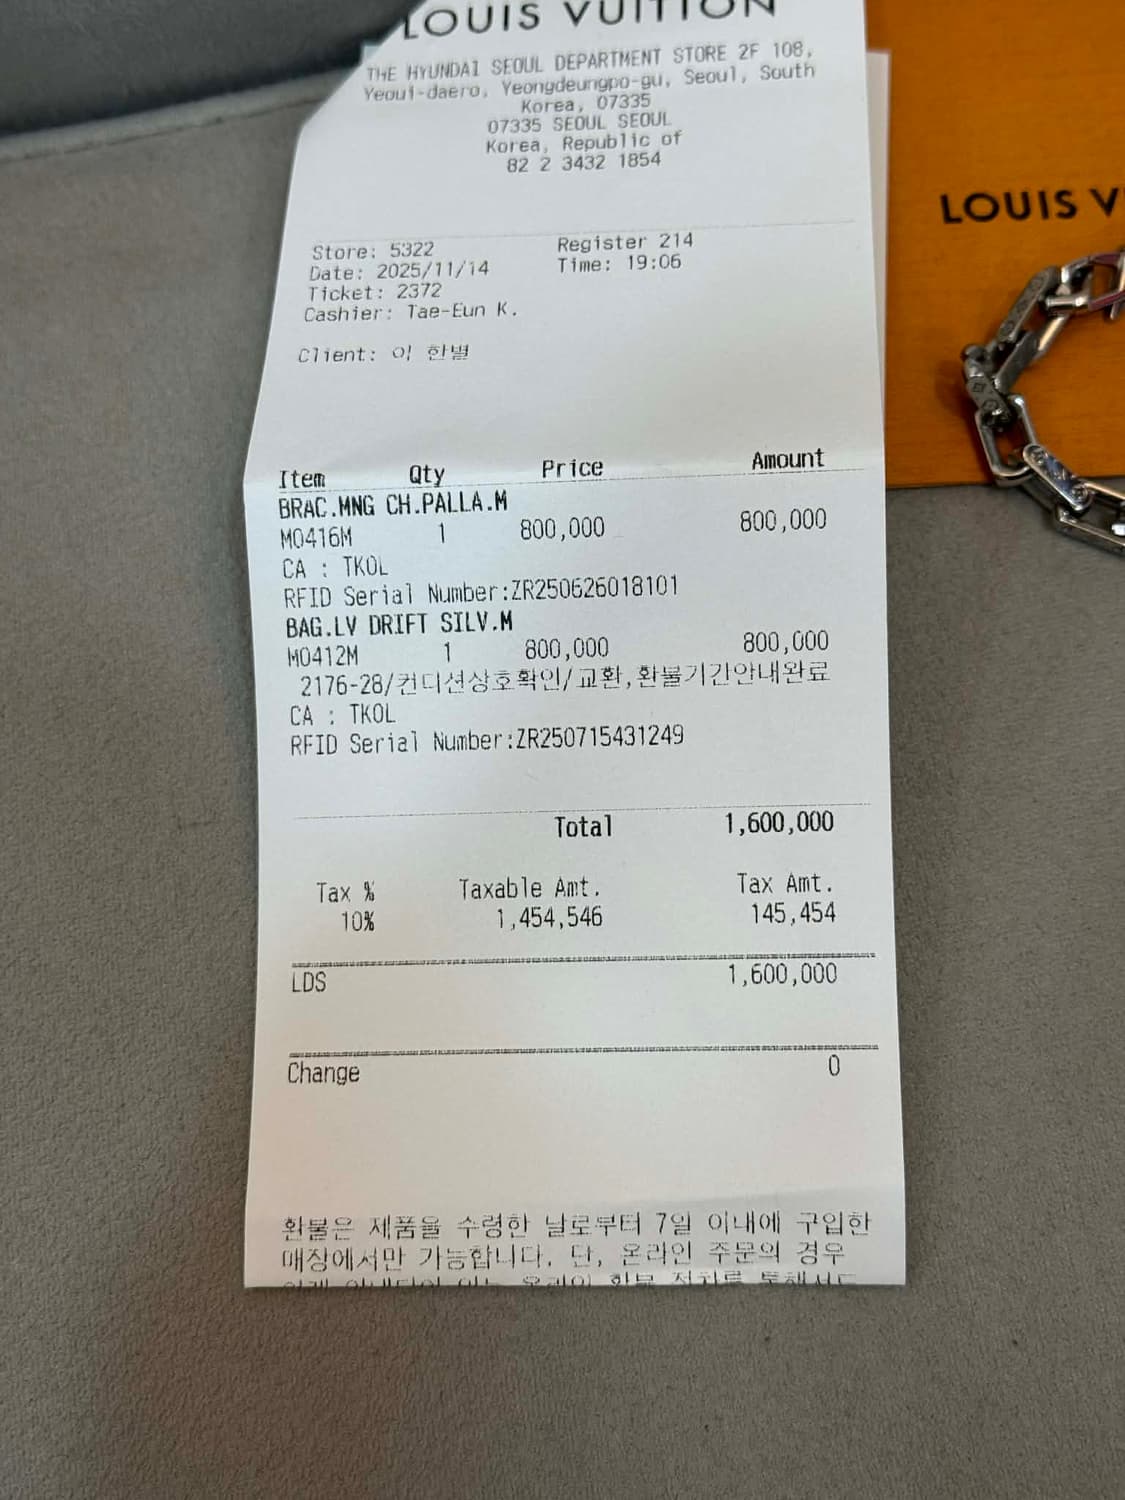 LOUIS VUITTON
THE HYUNDAI SEOUL DEPARTMENT STORE 2F 108,
Yeoui-daero, Yeongdeungpo-gu, Seoul, South
Korea, 07335
07335 SEOUL SEOUL
Korea, Republic of
82 2 3432 1854
LOUIS V
Store: 5322 Register 214
Date: 2025/11/14 Time: 19:06
Ticket: 2372
Cashier: Tae-Eun K.
Client: 이 한별
Item Qty Price Amount
BRAC.MNG CH.PALLA.M
M0416M 1 800,000 800,000
CA : TKOL
RFID Serial Number:ZR250626018101
BAG.LV DRIFT SILV.M
M0412M 1 800,000 800,000
2176-28/컨디션상호확인/교환,환불기간안내완료
CA : TKOL
RFID Serial Number:ZR250715431249
Total 1,600,000
Tax % Taxable Amt. Tax Amt.
10% 1,454,546 145,454
LDS 1,600,000
Change 0
환불은 제품을 수령한 날로부터 7일 이내에 구입한
매장에서만 가능합니다. 단, 온라인 주문의 경우